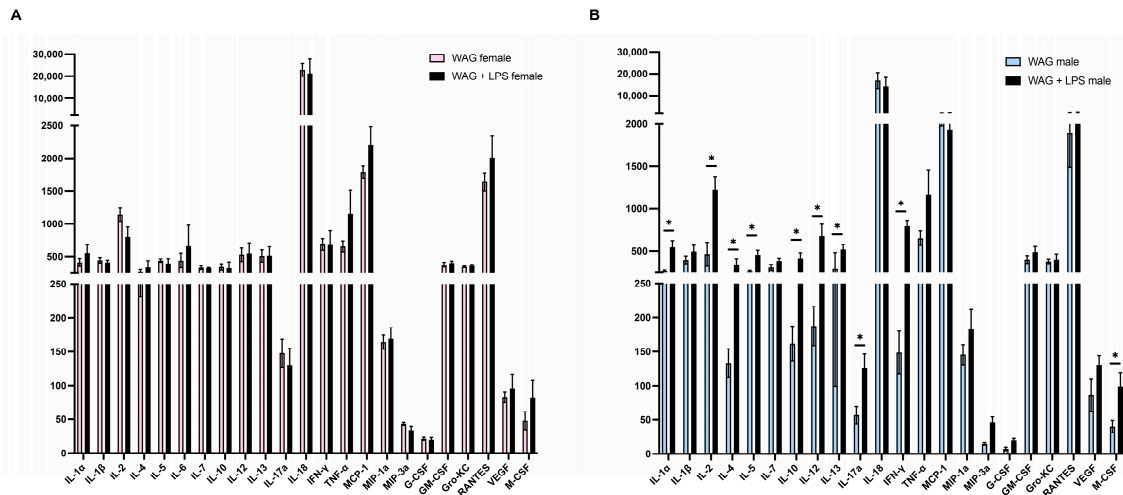 A
30,000
20,000
10,000
2500
2000
1500
1000
500
250
200
150
100
50
0
WAG female
WAG + LPS female
IL-1α
IL-1β
IL-2
IL-4
IL-5
IL-6
IL-7
IL-10
IL-12
IL-13
IL-17a
IL-18
IFN-γ
TNF-α
MCP-1
MIP-1a
MIP-3a
G-CSF
GM-CSF
Gro-KC
RANTES
VEGF
M-CSF
B
30,000
20,000
10,000
2000
1500
1000
500
250
200
150
100
50
0
WAG male
WAG + LPS male
*
*
*
*
*
*
*
*
*
*
IL-1α
IL-1β
IL-2
IL-4
IL-5
IL-7
IL-10
IL-12
IL-13
IL-17a
IL-18
IFN-γ
TNF-α
MCP-1
MIP-1a
MIP-3a
G-CSF
GM-CSF
Gro-KC
RANTES
VEGF
M-CSF